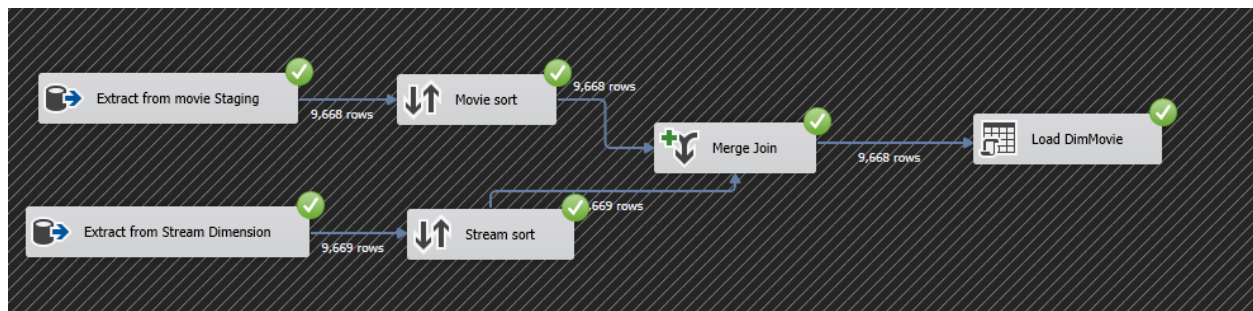 Extract from movie Staging
9,668 rows
Movie sort
9,668 rows
Merge Join
9,668 rows
Load DimMovie
Extract from Stream Dimension
9,669 rows
Stream sort
,669 rows